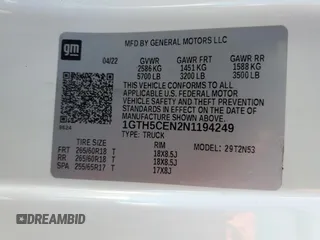 gm
MFD BY GENERAL MOTORS LLC
04/22 GVWR GAWR FRT GAWR RR
2586 KG 1451 KG 1588 KG
5700 LB 3200 LB 3500 LB
THIS VEHICLE CONFORMS TO ALL APPLICABLE
U.S. FEDERAL MOTOR VEHICLE SAFETY AND
THEFT PREVENTION STANDARDS IN EFFECT ON
THE DATE OF MANUFACTURE SHOWN ABOVE.
1GTH5CEN2N1194249
TYPE: TRUCK MODEL: 29T2N53
TIRE SIZE RIM
FRT 265/60R18 T 18X8.5J
RR 265/60R18 T 18X8.5J
SPA 255/65R17 T 17X8J
DREAMBID